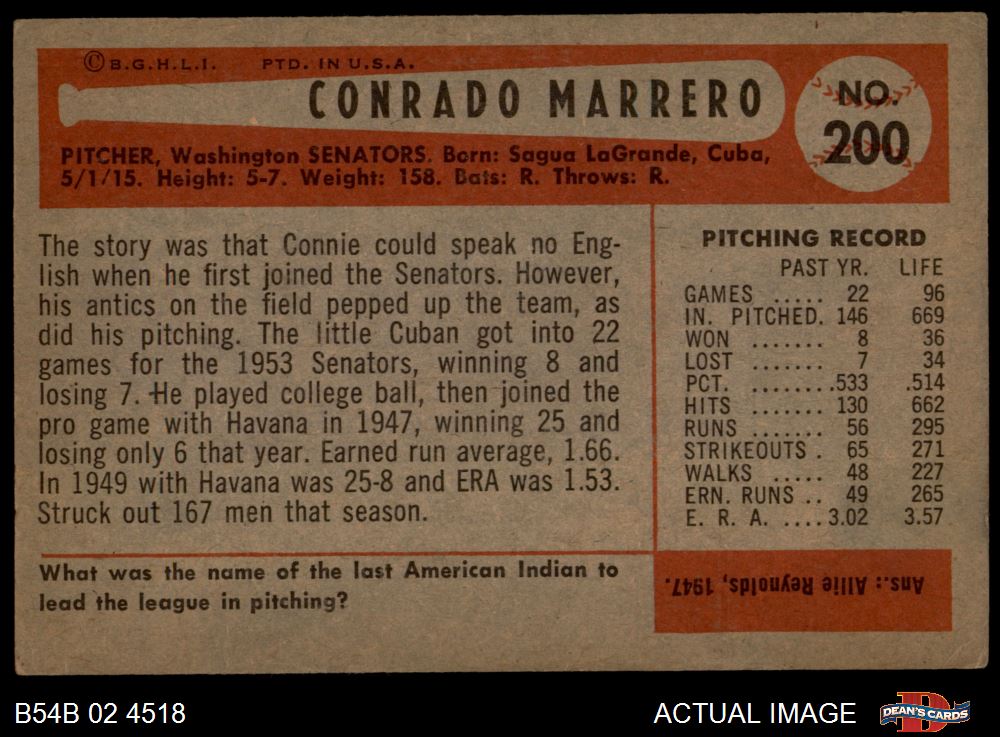 © B.G.H.L.I. PTD. IN U.S.A.
CONRADO MARRERO
NO.
200
PITCHER, Washington SENATORS. Born: Sagua LaGrande, Cuba,
5/1/15. Height: 5-7. Weight: 158. Bats: R. Throws: R.
The story was that Connie could speak no Eng-
lish when he first joined the Senators. However,
his antics on the field pepped up the team, as
did his pitching. The little Cuban got into 22
games for the 1953 Senators, winning 8 and
losing 7. He played college ball, then joined the
pro game with Havana in 1947, winning 25 and
losing only 6 that year. Earned run average, 1.66.
In 1949 with Havana was 25-8 and ERA was 1.53.
Struck out 167 men that season.
PITCHING RECORD
PAST YR. LIFE
GAMES ..... 22 96
IN. PITCHED. 146 669
WON ....... 8 36
LOST ....... 7 34
PCT. ........ .533 .514
HITS ....... 130 662
RUNS ....... 56 295
STRIKEOUTS . 65 271
WALKS ..... 48 227
ERN. RUNS .. 49 265
E. R. A. .... 3.02 3.57
What was the name of the last American Indian to
lead the league in pitching?
Ans.: Allie Reynolds, 1947.
B54B 02 4518
ACTUAL IMAGE
DEAN'S CARDS